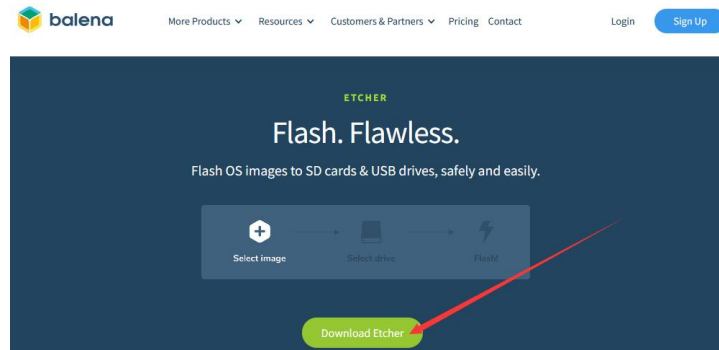 balena
More Products Resources Customers & Partners Pricing Contact Login Sign Up
ETCHER
Flash. Flawless.
Flash OS images to SD cards & USB drives, safely and easily.
Select image Select drive Flash!
Download Etcher